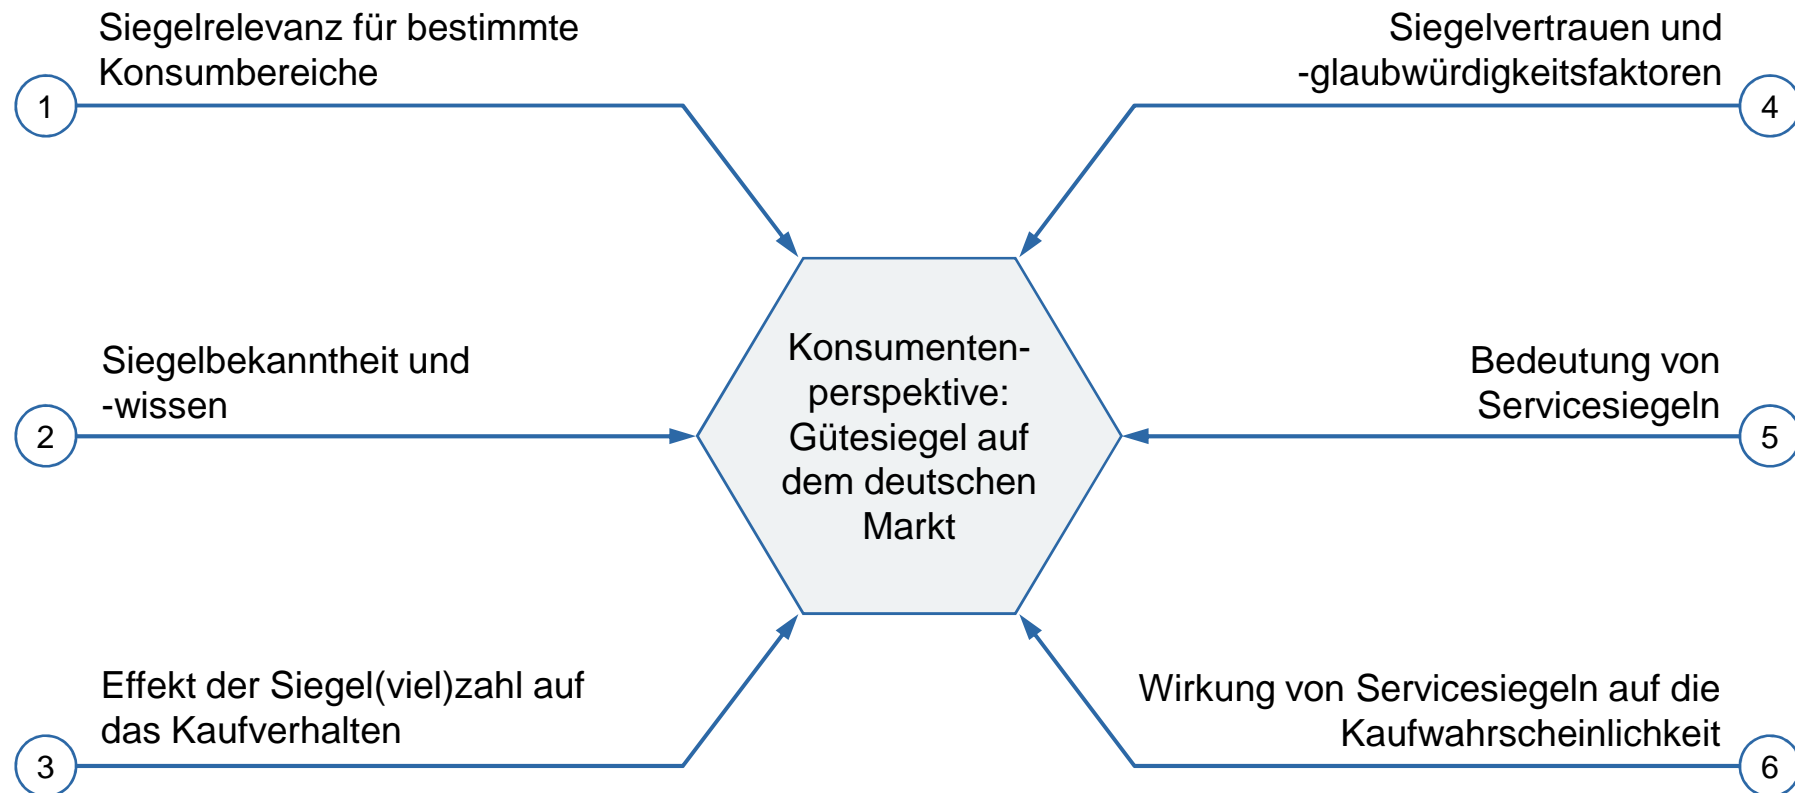 1
Siegelrelevanz für bestimmte
Konsumbereiche
2
Siegelbekanntheit und
-wissen
3
Effekt der Siegel(viel)zahl auf
das Kaufverhalten
Konsumenten-
perspektive:
Gütesiegel auf
dem deutschen
Markt
4
Siegelvertrauen und
-glaubwürdigkeitsfaktoren
5
Bedeutung von
Servicesiegeln
6
Wirkung von Servicesiegeln auf die
Kaufwahrscheinlichkeit